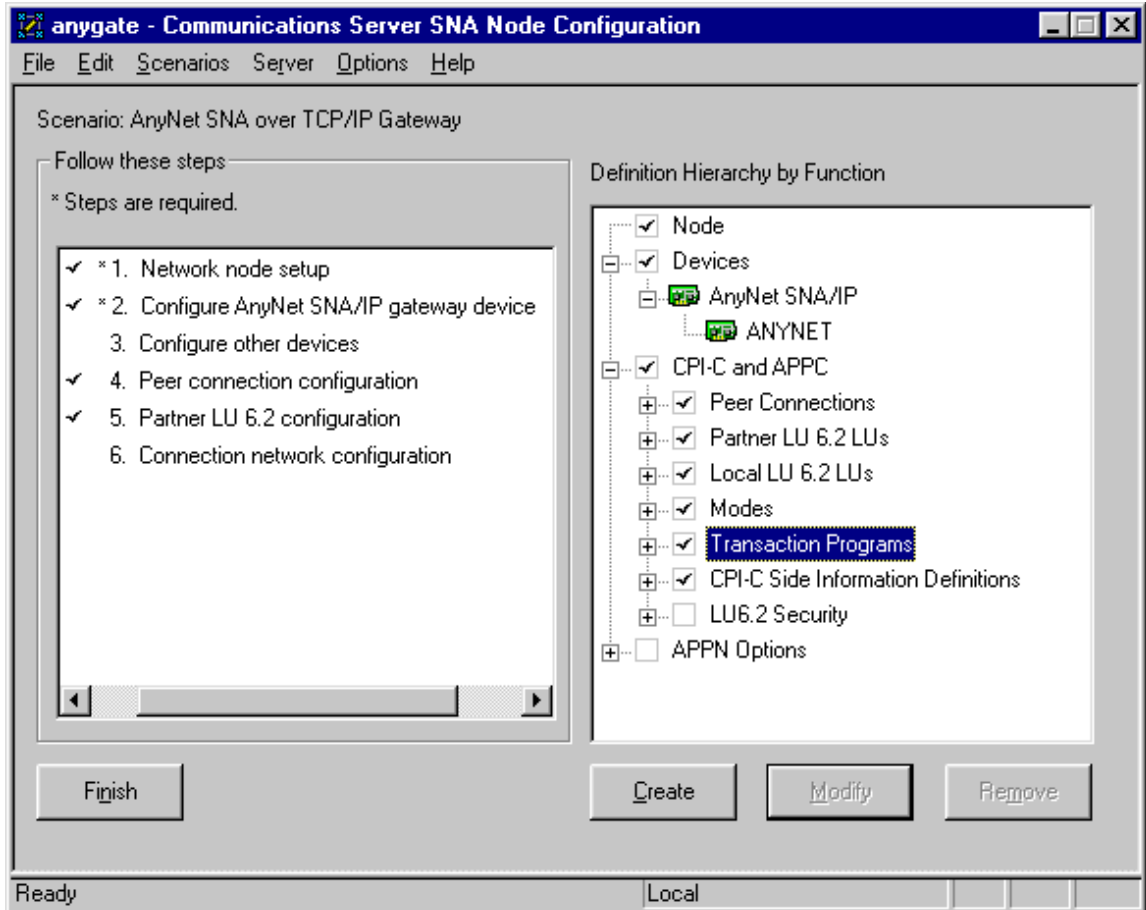 anygate - Communications Server SNA Node Configuration
File Edit Scenarios Server Options Help
Scenario: AnyNet SNA over TCP/IP Gateway
Follow these steps
* Steps are required.
* 1. Network node setup
* 2. Configure AnyNet SNA/IP gateway device
3. Configure other devices
4. Peer connection configuration
5. Partner LU 6.2 configuration
6. Connection network configuration
Definition Hierarchy by Function
Node
Devices
AnyNet SNA/IP
ANYNET
CPI-C and APPC
Peer Connections
Partner LU 6.2 LUs
Local LU 6.2 LUs
Modes
Transaction Programs
CPI-C Side Information Definitions
LU6.2 Security
APPN Options
Finish
Create
Modify
Remove
Ready
Local